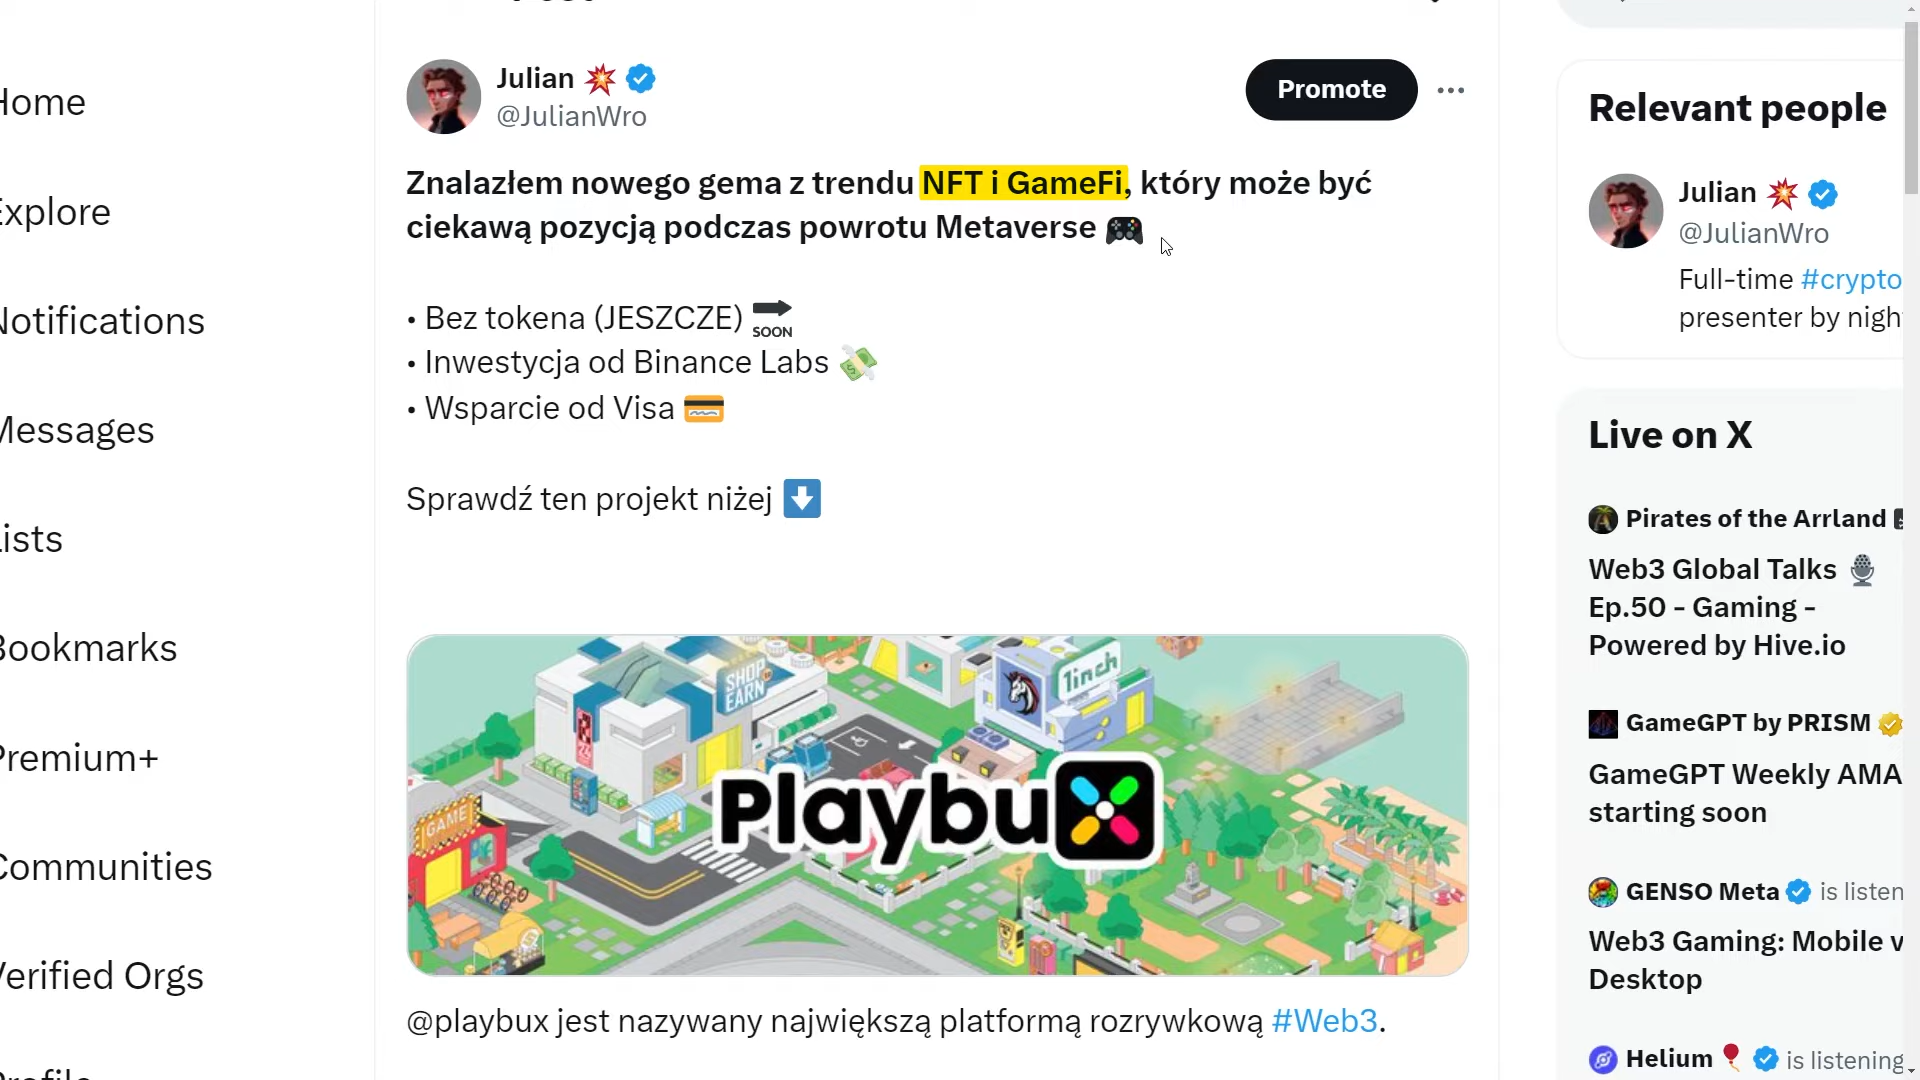 Home
Explore
Notifications
Messages
Lists
Bookmarks
Premium+
Communities
Verified Orgs
Julian
@JulianWro
Promote
Znalazłem nowego gema z trendu NFT i GameFi, który może być
ciekawą pozycją podczas powrotu Metaverse
• Bez tokena (JESZCZE) SOON
• Inwestycja od Binance Labs
• Wsparcie od Visa
Sprawdź ten projekt niżej
SHOP
EARN
1inch
GAME
Playbux
@playbux jest nazywany największą platformą rozrywkową #Web3.
Relevant people
Julian
@JulianWro
Full-time #crypto
presenter by nigh
Live on X
Pirates of the Arrland
Web3 Global Talks
Ep.50 - Gaming -
Powered by Hive.io
GameGPT by PRISM
GameGPT Weekly AMA
starting soon
GENSO Meta is listen
Web3 Gaming: Mobile v
Desktop
Helium is listening